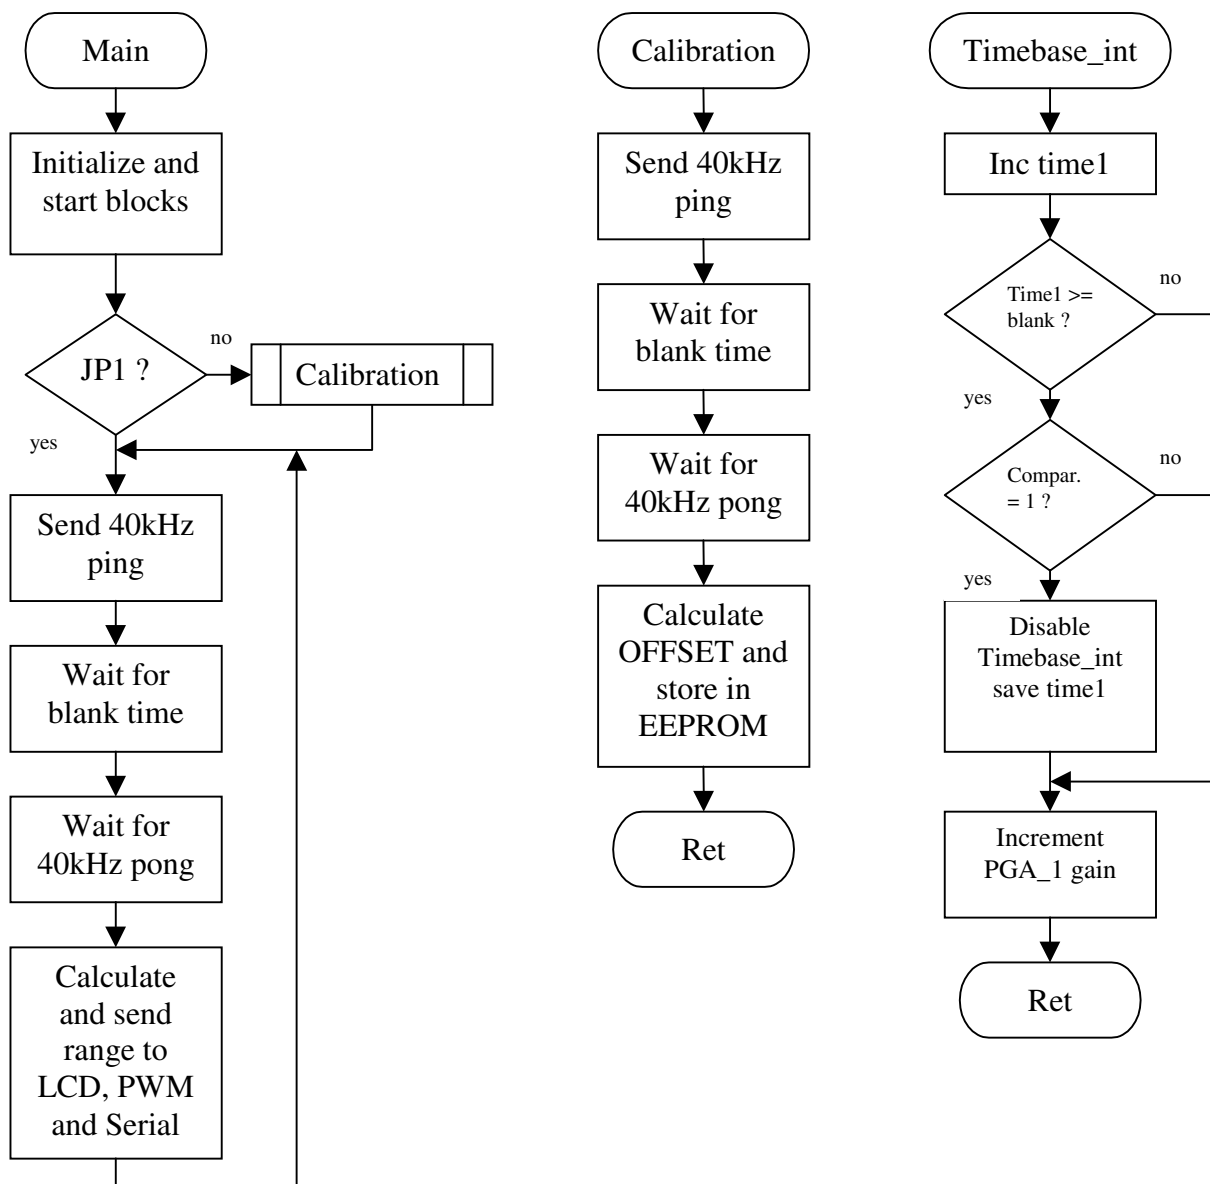 Main
Initialize and
start blocks
JP1 ?
no
Calibration
yes
Send 40kHz
ping
Wait for
blank time
Wait for
40kHz pong
Calculate
and send
range to
LCD, PWM
and Serial
Calibration
Send 40kHz
ping
Wait for
blank time
Wait for
40kHz pong
Calculate
OFFSET and
store in
EEPROM
Ret
Timebase_int
Inc time1
Time1 >=
blank ?
no
yes
Compar.
= 1 ?
no
yes
Disable
Timebase_int
save time1
Increment
PGA_1 gain
Ret